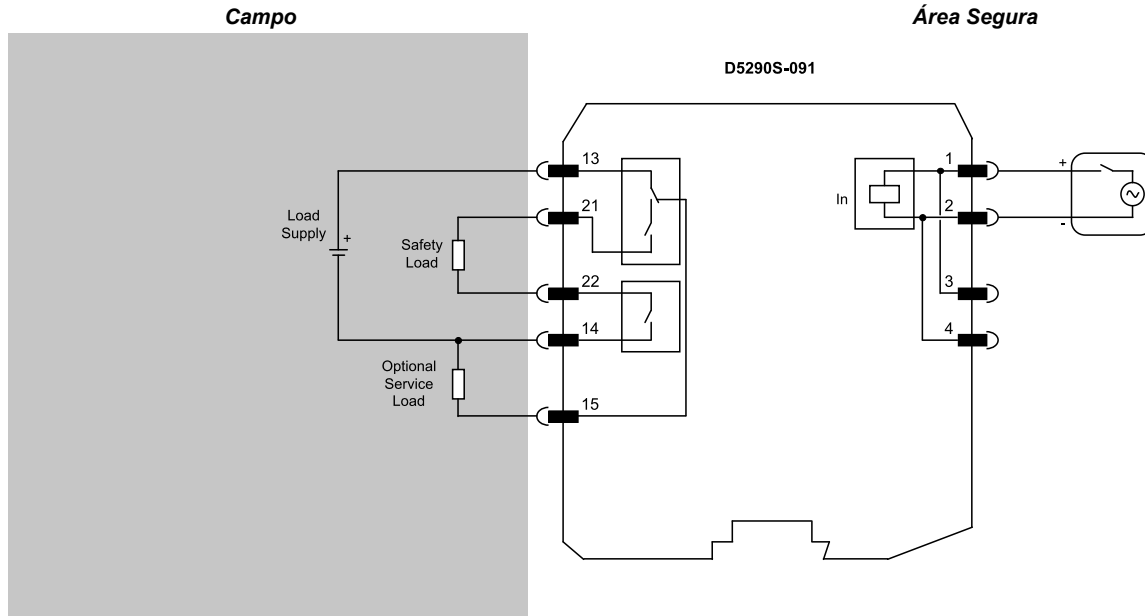 Campo
Área Segura
D5290S-091
13
21
22
14
15
Load
Supply
+
Safety
Load
Optional
Service
Load
In
1
2
3
4
+
-